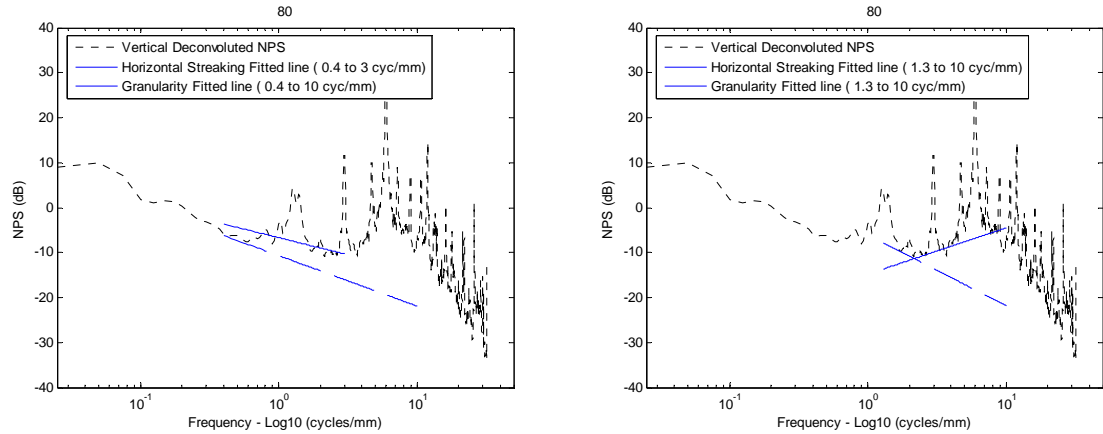 80
Vertical Deconvoluted NPS
Horizontal Streaking Fitted line ( 0.4 to 3 cyc/mm)
Granularity Fitted line ( 0.4 to 10 cyc/mm)
NPS (dB)
40
30
20
10
0
-10
-20
-30
-40
10^-1
10^0
10^1
Frequency - Log10 (cycles/mm)
80
Vertical Deconvoluted NPS
Horizontal Streaking Fitted line ( 1.3 to 10 cyc/mm)
Granularity Fitted line ( 1.3 to 10 cyc/mm)
NPS (dB)
40
30
20
10
0
-10
-20
-30
-40
10^-1
10^0
10^1
Frequency - Log10 (cycles/mm)